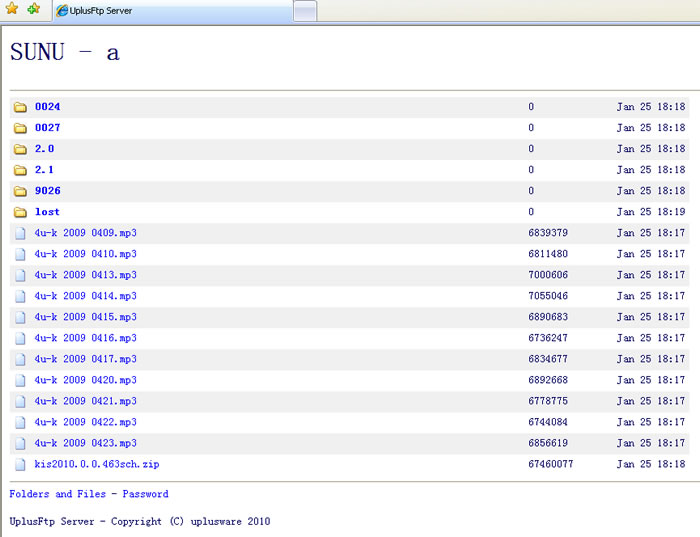 UplusFtp Server
SUNU - a
0024 0 Jan 25 18:18
0027 0 Jan 25 18:18
2.0 0 Jan 25 18:18
2.1 0 Jan 25 18:18
9026 0 Jan 25 18:18
lost 0 Jan 25 18:19
4u-k 2009 0409.mp3 6839379 Jan 25 18:17
4u-k 2009 0410.mp3 6811480 Jan 25 18:17
4u-k 2009 0413.mp3 7000606 Jan 25 18:17
4u-k 2009 0414.mp3 7055046 Jan 25 18:17
4u-k 2009 0415.mp3 6890683 Jan 25 18:17
4u-k 2009 0416.mp3 6736247 Jan 25 18:17
4u-k 2009 0417.mp3 6834677 Jan 25 18:17
4u-k 2009 0420.mp3 6892668 Jan 25 18:17
4u-k 2009 0421.mp3 6778775 Jan 25 18:17
4u-k 2009 0422.mp3 6744084 Jan 25 18:17
4u-k 2009 0423.mp3 6856619 Jan 25 18:17
kis2010.0.0.463sch.zip 67460077 Jan 25 18:18
Folders and Files - Password
UplusFtp Server - Copyright (C) uplusware 2010